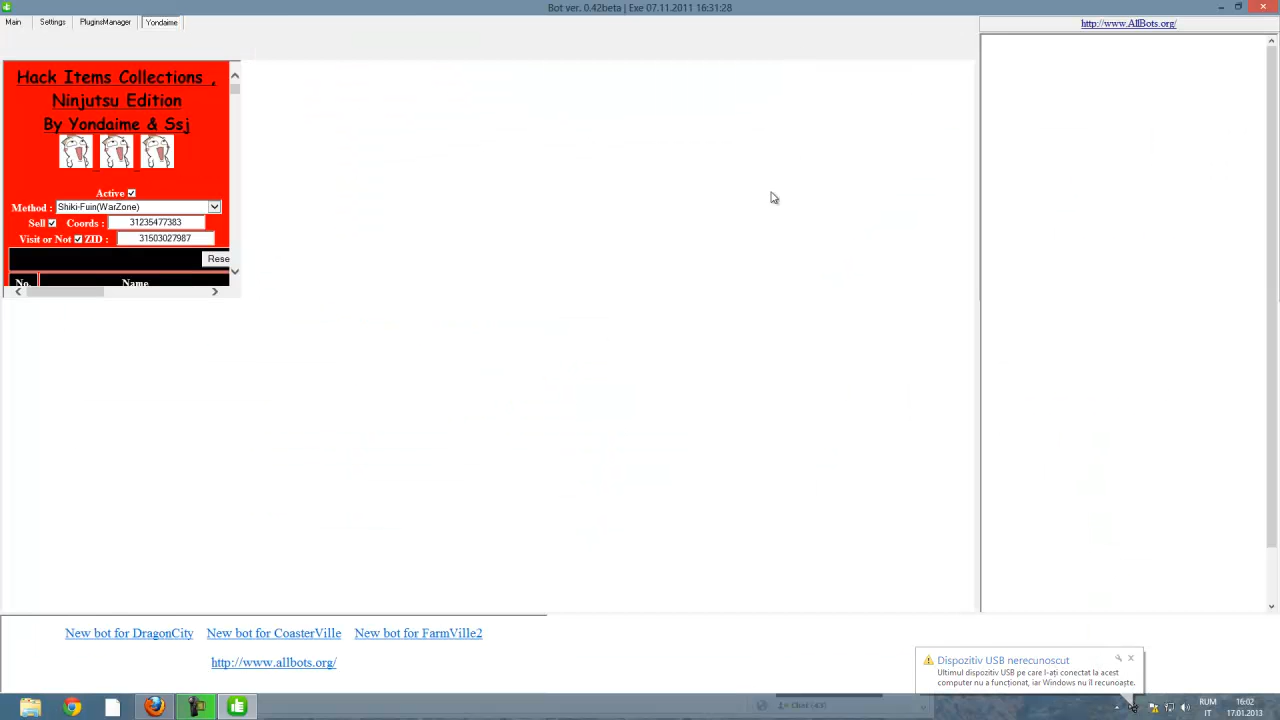 Bot ver. 0.42beta | Exe 07.11.2011 16:31:28
Main Settings PluginsManager Yondaime
http://www.AllBots.org/
Hack Items Collections ,
Ninjutsu Edition
By Yondaime & Ssj
Active
Method : Shiki-Fuin(WarZone)
Sell Coords : 31235477383
Visit or Not ZID : 31503027987
Rese
No. Name
New bot for DragonCity New bot for CoasterVille New bot for FarmVille2
http://www.allbots.org/
Dispozitiv USB nerecunoscut
Ultimul dispozitiv USB pe care l-ați conectat la acest
computer nu a funcționat, iar Windows nu îl recunoaște.
RUM 16:02
IT 17.01.2013